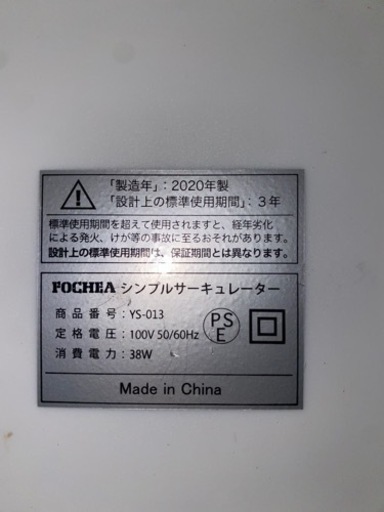 「製造年」：2020年製
「設計上の標準使用期間」：3年
標準使用期間を超えて使用されますと、経年劣化
による発火、けが等の事故に至るおそれがあります。
設計上の標準使用期間は、保証期間とは異なります。
FOCHEA シンプルサーキュレーター
商品番号：YS-013
定格電圧：100V 50/60Hz
消費電力：38W
PS
E
Made in China